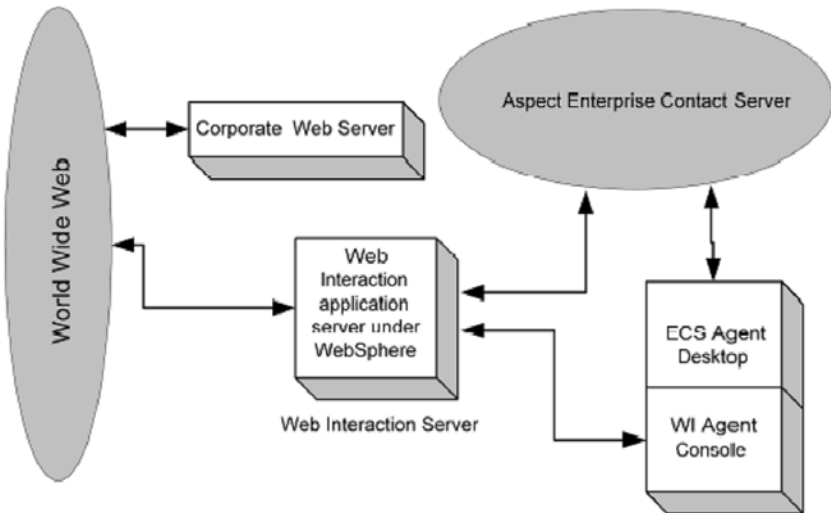 World Wide Web
Corporate Web Server
Aspect Enterprise Contact Server
Web
Interaction
application
server under
WebSphere
Web Interaction Server
ECS Agent
Desktop
WI Agent
Console